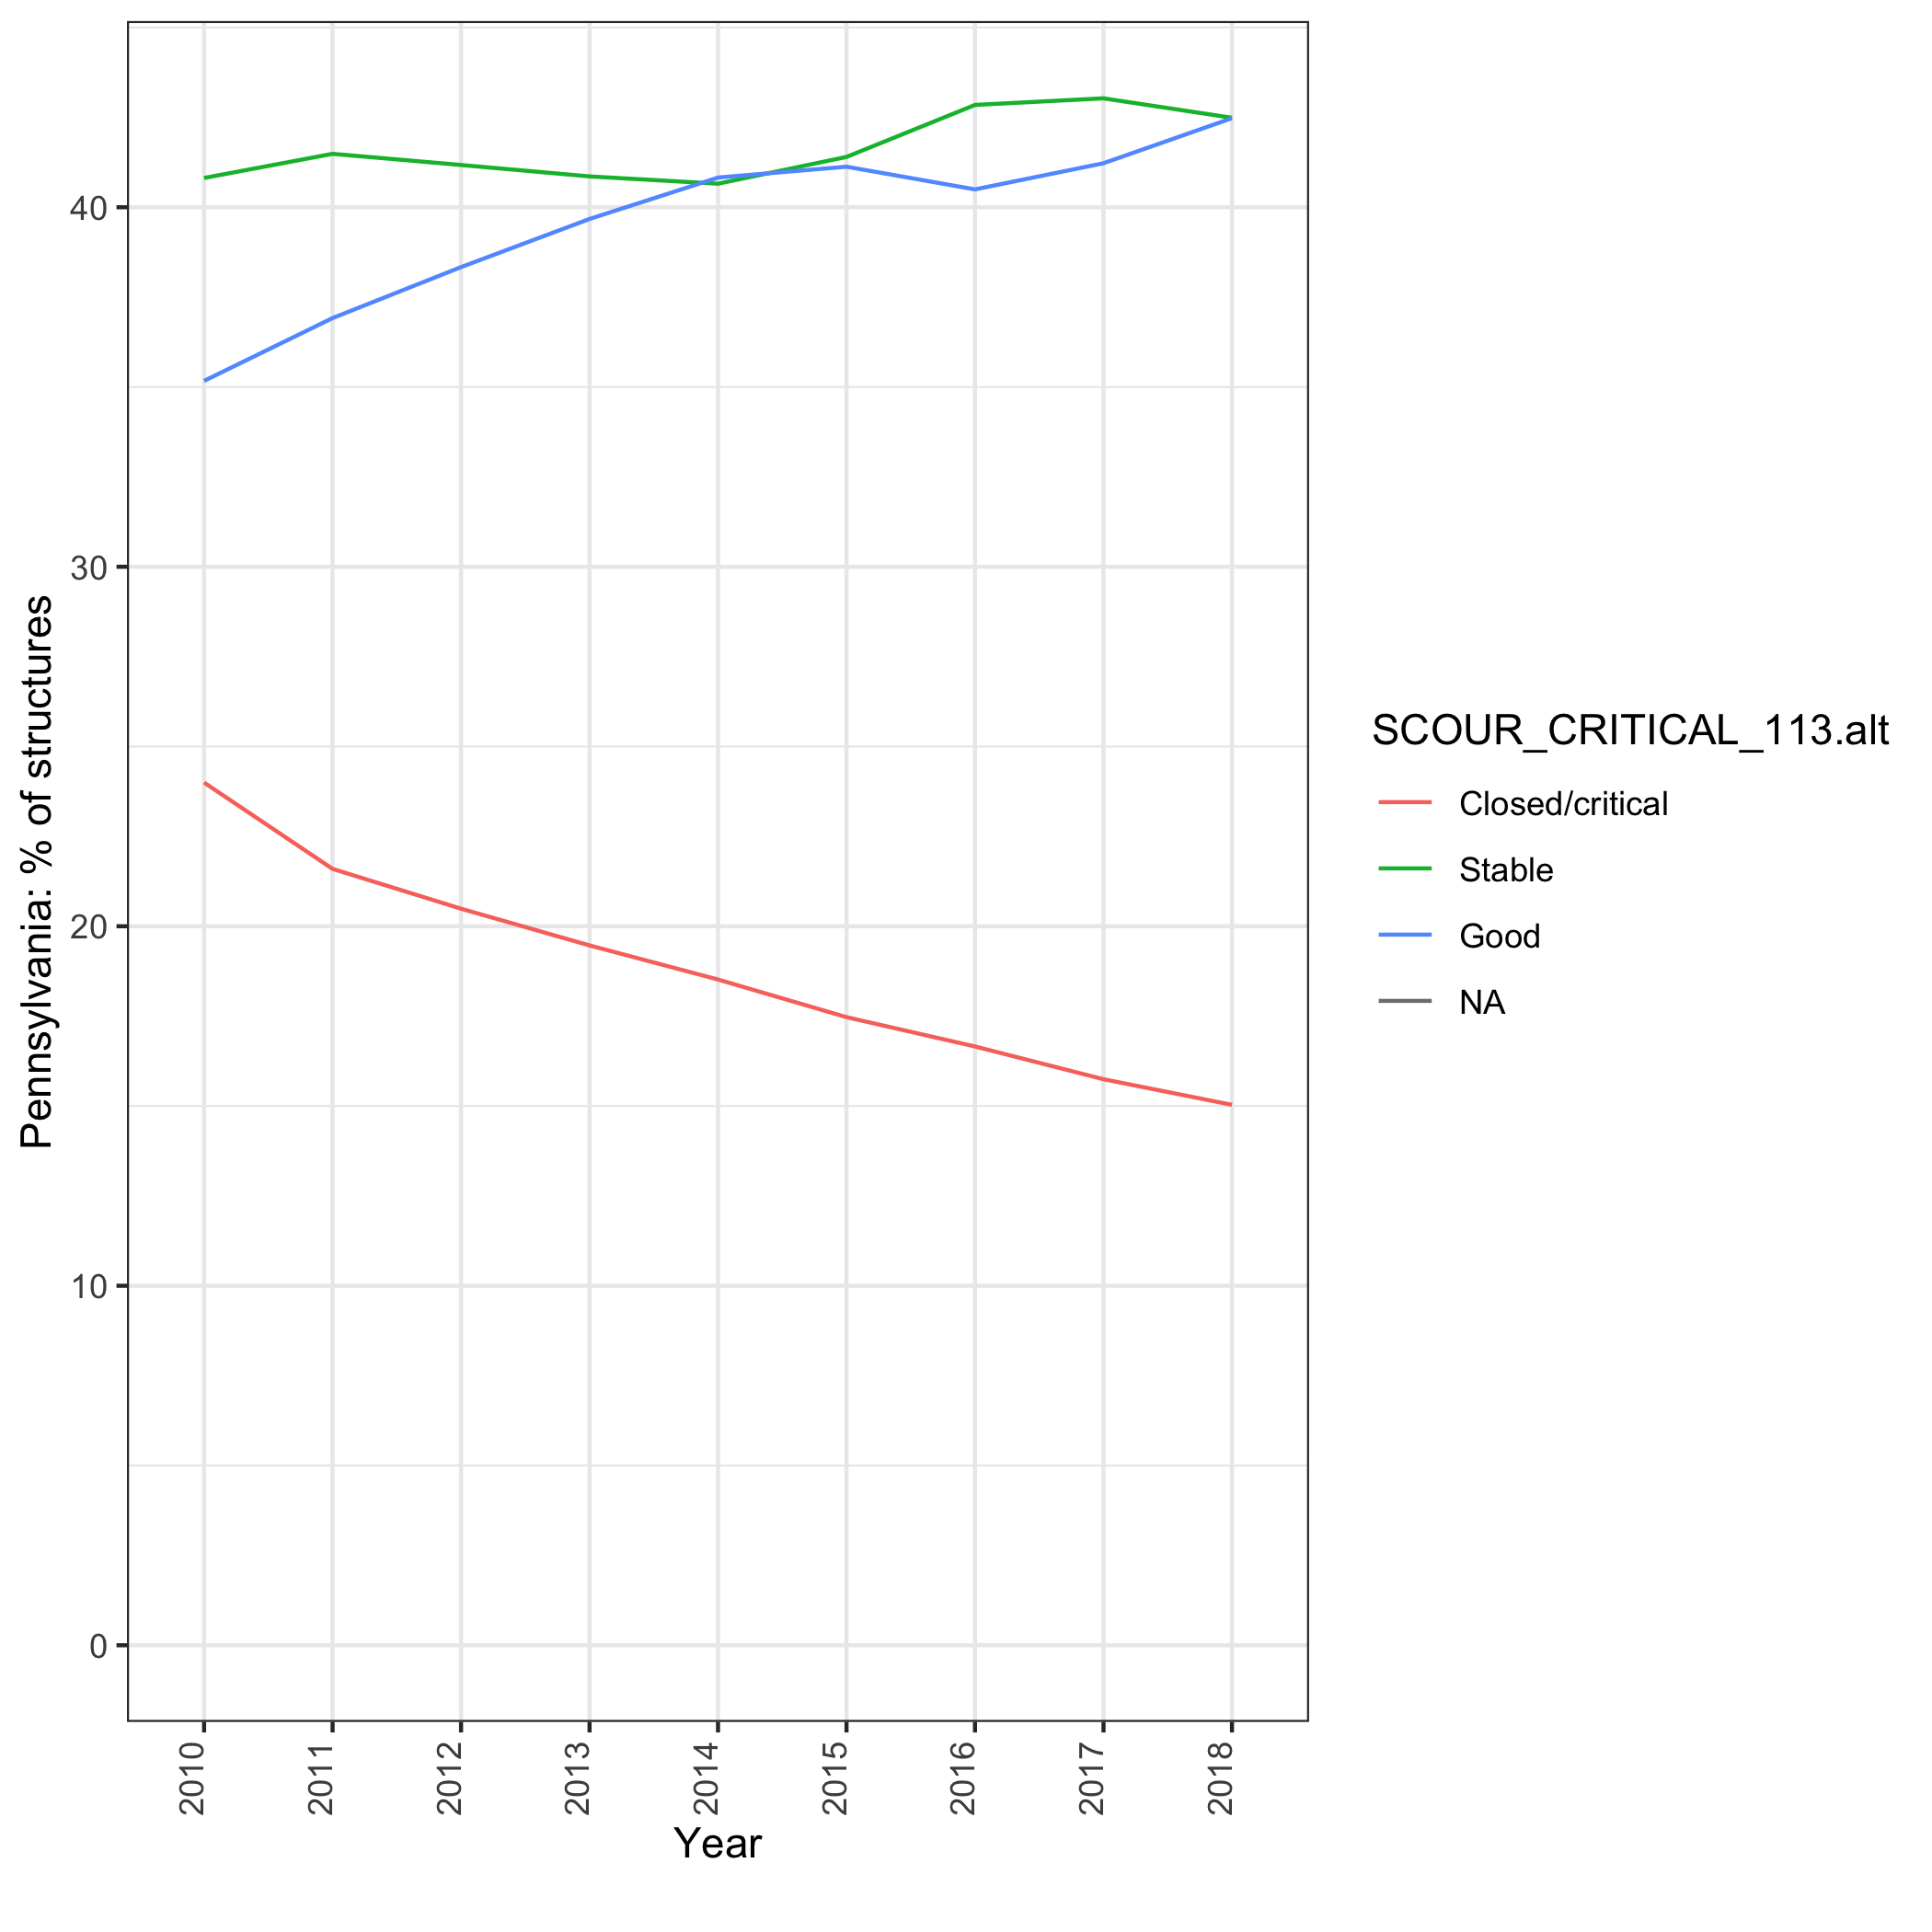 Pennsylvania: % of structures
40
30
20
10
0
2010
2011
2012
2013
2014
2015
2016
2017
2018
Year
SCOUR_CRITICAL_113.alt
Closed/critical
Stable
Good
NA